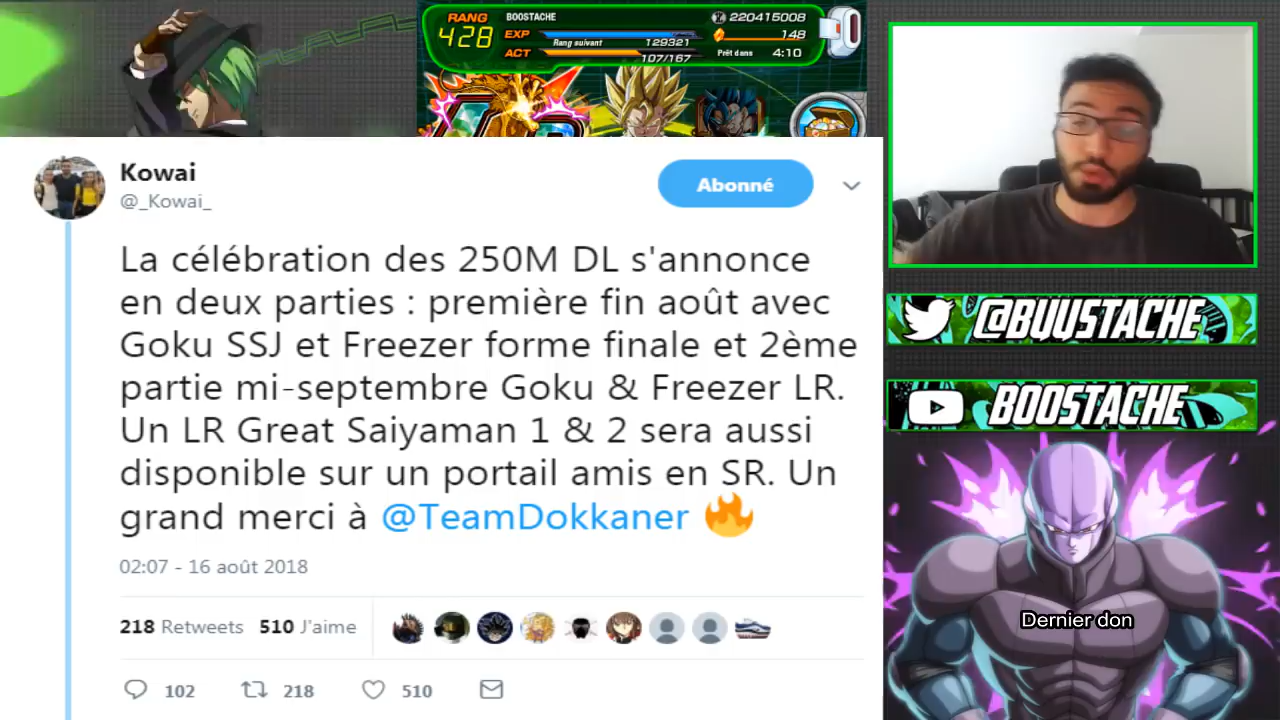 RANG
428
BOOSTACHE
220415008
EXP
148
Rang suivant
129321
ACT
107/167
Prêt dans
4:10
Kowai
@_Kowai_
Abonné
La célébration des 250M DL s'annonce
en deux parties : première fin août avec
Goku SSJ et Freezer forme finale et 2ème
partie mi-septembre Goku & Freezer LR.
Un LR Great Saiyaman 1 & 2 sera aussi
disponible sur un portail amis en SR. Un
grand merci à @TeamDokkaner
02:07 - 16 août 2018
218 Retweets 510 J'aime
102 218 510
@BUUSTACHE
BOOSTACHE
Dernier don